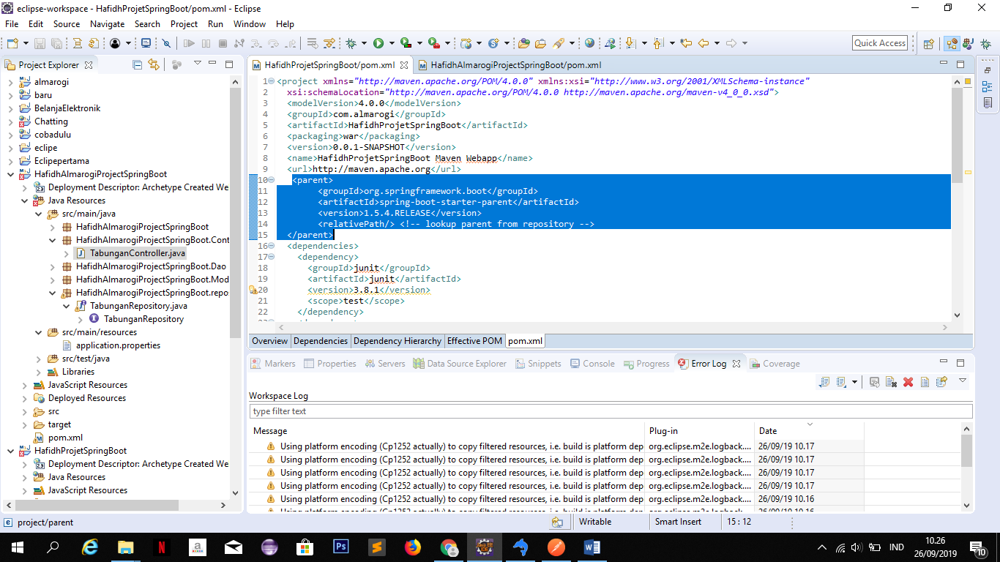 eclipse-workspace - HafidhProjetSpringBoot/pom.xml - Eclipse
File Edit Source Navigate Search Project Run Window Help
Quick Access
Project Explorer
almarogi
baru
BelanjaElektronik
Chatting
cobadulu
eclipe
Eclipepertama
HafidhAlmarogiProjectSpringBoot
Deployment Descriptor: Archetype Created We
Java Resources
src/main/java
HafidhAlmarogiProjectSpringBoot
HafidhAlmarogiProjectSpringBoot.Cont
TabunganController.java
HafidhAlmarogiProjectSpringBoot.Dao
HafidhAlmarogiProjectSpringBoot.Mod
HafidhAlmarogiProjectSpringBoot.repo
TabunganRepository.java
TabunganRepository
src/main/resources
application.properties
src/test/java
Libraries
JavaScript Resources
Deployed Resources
src
target
pom.xml
HafidhProjetSpringBoot
Deployment Descriptor: Archetype Created We
Java Resources
JavaScript Resources
HafidhProjetSpringBoot/pom.xml HafidhAlmarogiProjectSpringBoot/pom.xml
1 <project xmlns="http://maven.apache.org/POM/4.0.0" xmlns:xsi="http://www.w3.org/2001/XMLSchema-instance"
2 xsi:schemaLocation="http://maven.apache.org/POM/4.0.0 http://maven.apache.org/maven-v4_0_0.xsd">
3 <modelVersion>4.0.0</modelVersion>
4 <groupId>com.almarogi</groupId>
5 <artifactId>HafidhProjetSpringBoot</artifactId>
6 <packaging>war</packaging>
7 <version>0.0.1-SNAPSHOT</version>
8 <name>HafidhProjetSpringBoot Maven Webapp</name>
9 <url>http://maven.apache.org</url>
10 <parent>
11 <groupId>org.springframework.boot</groupId>
12 <artifactId>spring-boot-starter-parent</artifactId>
13 <version>1.5.4.RELEASE</version>
14 <relativePath/> <!-- lookup parent from repository -->
15 </parent>
16 <dependencies>
17 <dependency>
18 <groupId>junit</groupId>
19 <artifactId>junit</artifactId>
20 <version>3.8.1</version>
21 <scope>test</scope>
22 </dependency>
Overview Dependencies Dependency Hierarchy Effective POM pom.xml
Markers Properties Servers Data Source Explorer Snippets Console Progress Error Log Coverage
Workspace Log
type filter text
Message Plug-in Date
Using platform encoding (Cp1252 actually) to copy filtered resources, i.e. build is platform dep org.eclipse.m2e.logback.... 26/09/19 10.17
Using platform encoding (Cp1252 actually) to copy filtered resources, i.e. build is platform dep org.eclipse.m2e.logback.... 26/09/19 10.17
Using platform encoding (Cp1252 actually) to copy filtered resources, i.e. build is platform dep org.eclipse.m2e.logback.... 26/09/19 10.17
Using platform encoding (Cp1252 actually) to copy filtered resources, i.e. build is platform dep org.eclipse.m2e.logback.... 26/09/19 10.17
Using platform encoding (Cp1252 actually) to copy filtered resources, i.e. build is platform dep org.eclipse.m2e.logback.... 26/09/19 10.16
project/parent Writable Smart Insert 15 : 12
IND
10.26
26/09/2019
10